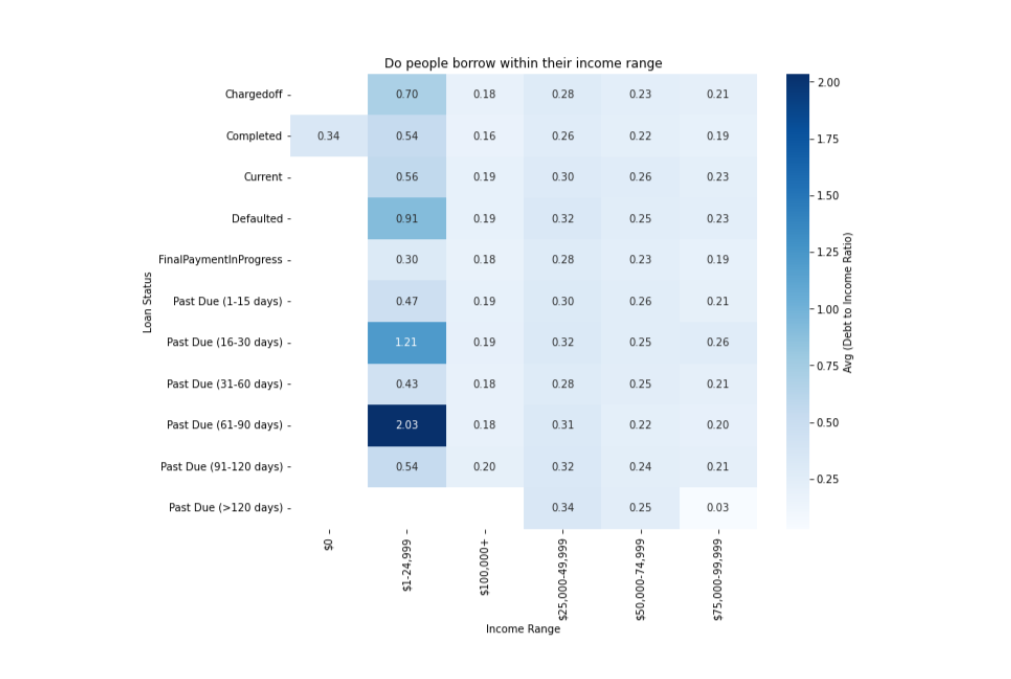 Do people borrow within their income range
Chargedoff 0.70 0.18 0.28 0.23 0.21
Completed 0.34 0.54 0.16 0.26 0.22 0.19
Current 0.56 0.19 0.30 0.26 0.23
Defaulted 0.91 0.19 0.32 0.25 0.23
FinalPaymentInProgress 0.30 0.18 0.28 0.23 0.19
Past Due (1-15 days) 0.47 0.19 0.30 0.26 0.21
Past Due (16-30 days) 1.21 0.19 0.32 0.25 0.26
Past Due (31-60 days) 0.43 0.18 0.28 0.25 0.21
Past Due (61-90 days) 2.03 0.18 0.31 0.22 0.20
Past Due (91-120 days) 0.54 0.20 0.32 0.24 0.21
Past Due (>120 days) 0.34 0.25 0.03
Loan Status
$0
$1-24,999
$100,000+
$25,000-49,999
$50,000-74,999
$75,000-99,999
Income Range
2.00
1.75
1.50
1.25
1.00
0.75
0.50
0.25
Avg (Debt to Income Ratio)